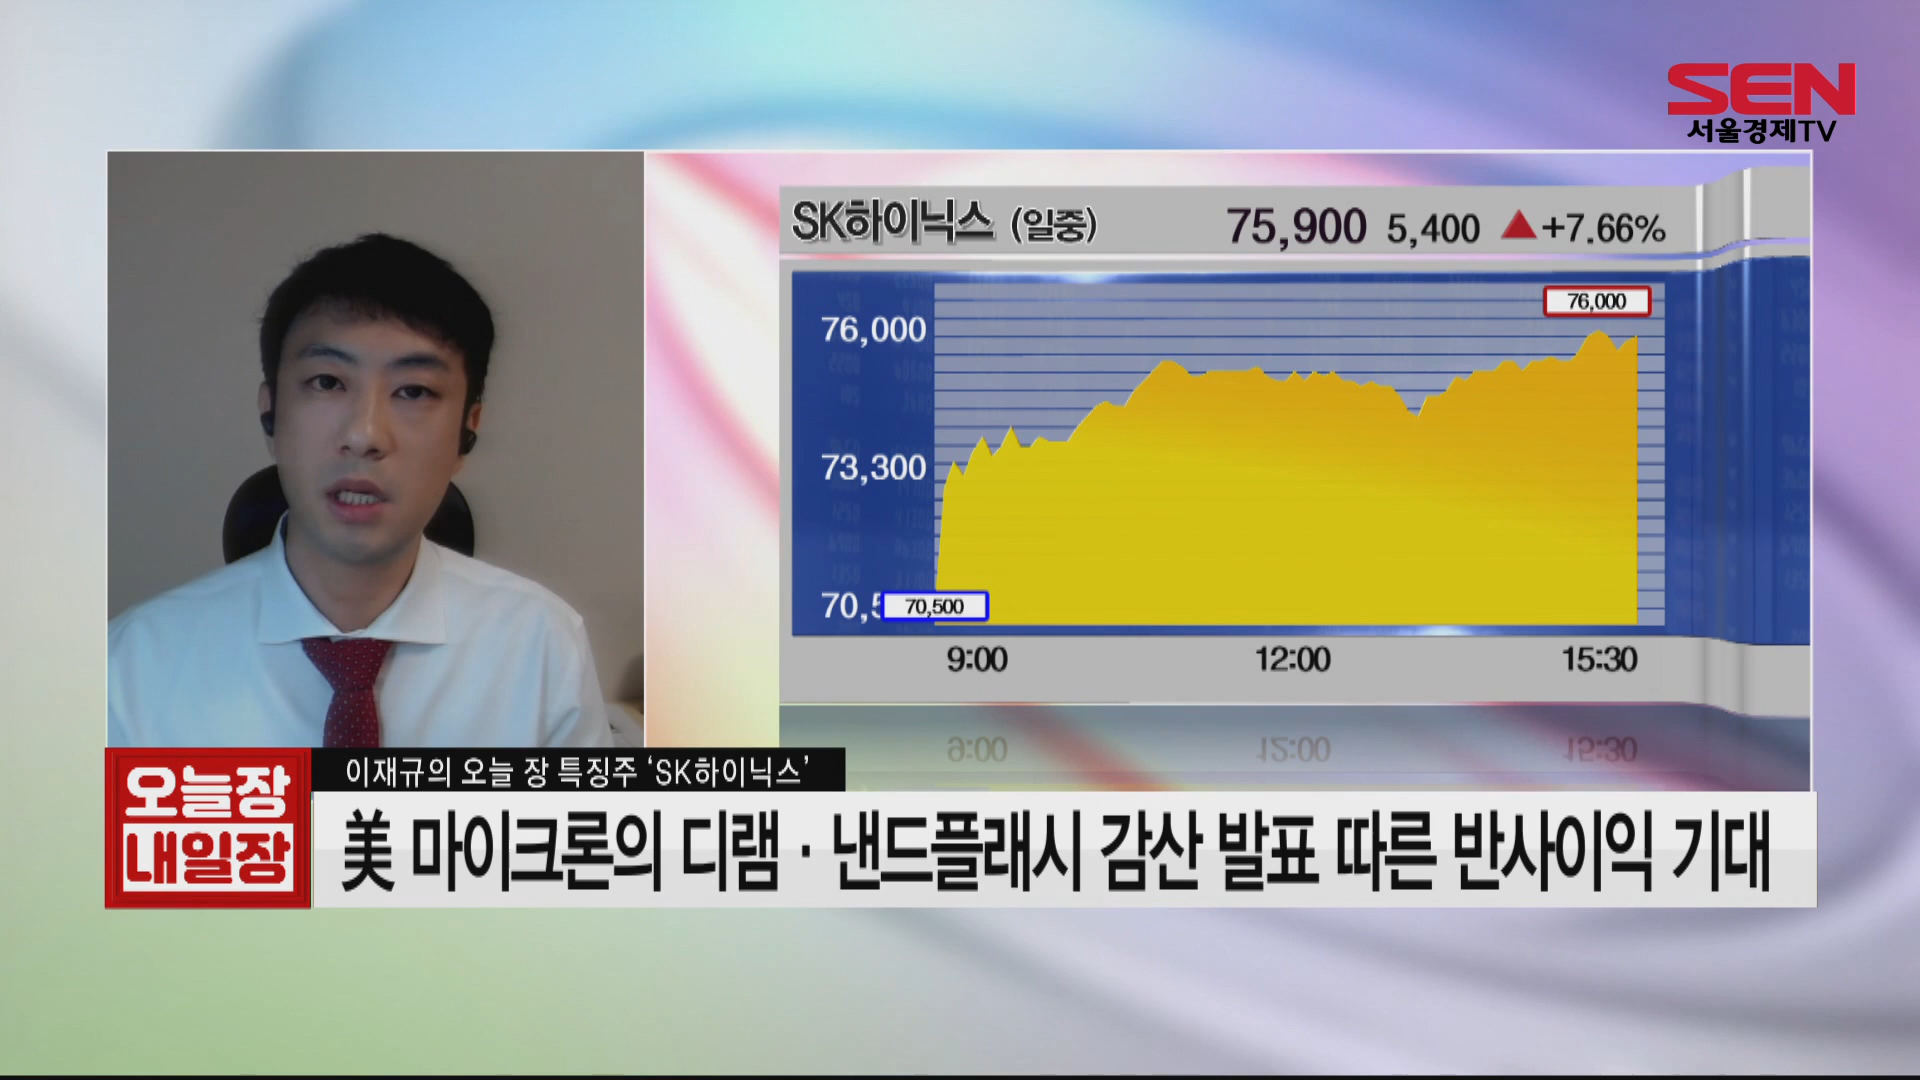 SEN
서울경제TV
SK하이닉스 (일중) 75,900 5,400 ▲+7.66%
76,000
76,000
73,300
70,5
70,500
9:00 12:00 15:30
오늘장
내일장
이재규의 오늘 장 특징주 ‘SK하이닉스’
美 마이크론의 디램·낸드플래시 감산 발표 따른 반사이익 기대